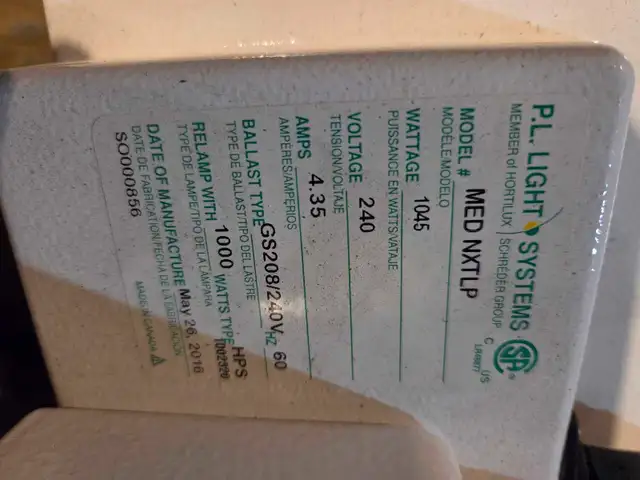 P.L. LIGHT SYSTEMS
MEMBER of HORTILUX SCHRÉDER GROUP
C US
MODEL # MED NXTLP
MODÈLE/MODELO
WATTAGE 1045
PUISSANCE EN WATTS/VATAJE
VOLTAGE 240
TENSION/VOLTAJE
AMPS 4.35
AMPÈRES/AMPERIOS
BALLAST TYPE GS208/240V HZ 60
TYPE DE BALLAST/TIPO DEL LASTRE
RELAMP WITH 1000 WATTS TYPE HPS
TYPE DE LAMPE/TIPO DE LA LAMPARA
DATE OF MANUFACTURE May 26, 2016
DATE DE FABRICATION/FECHA DE LA FABRICACION
SO000856
MADE IN CANADA